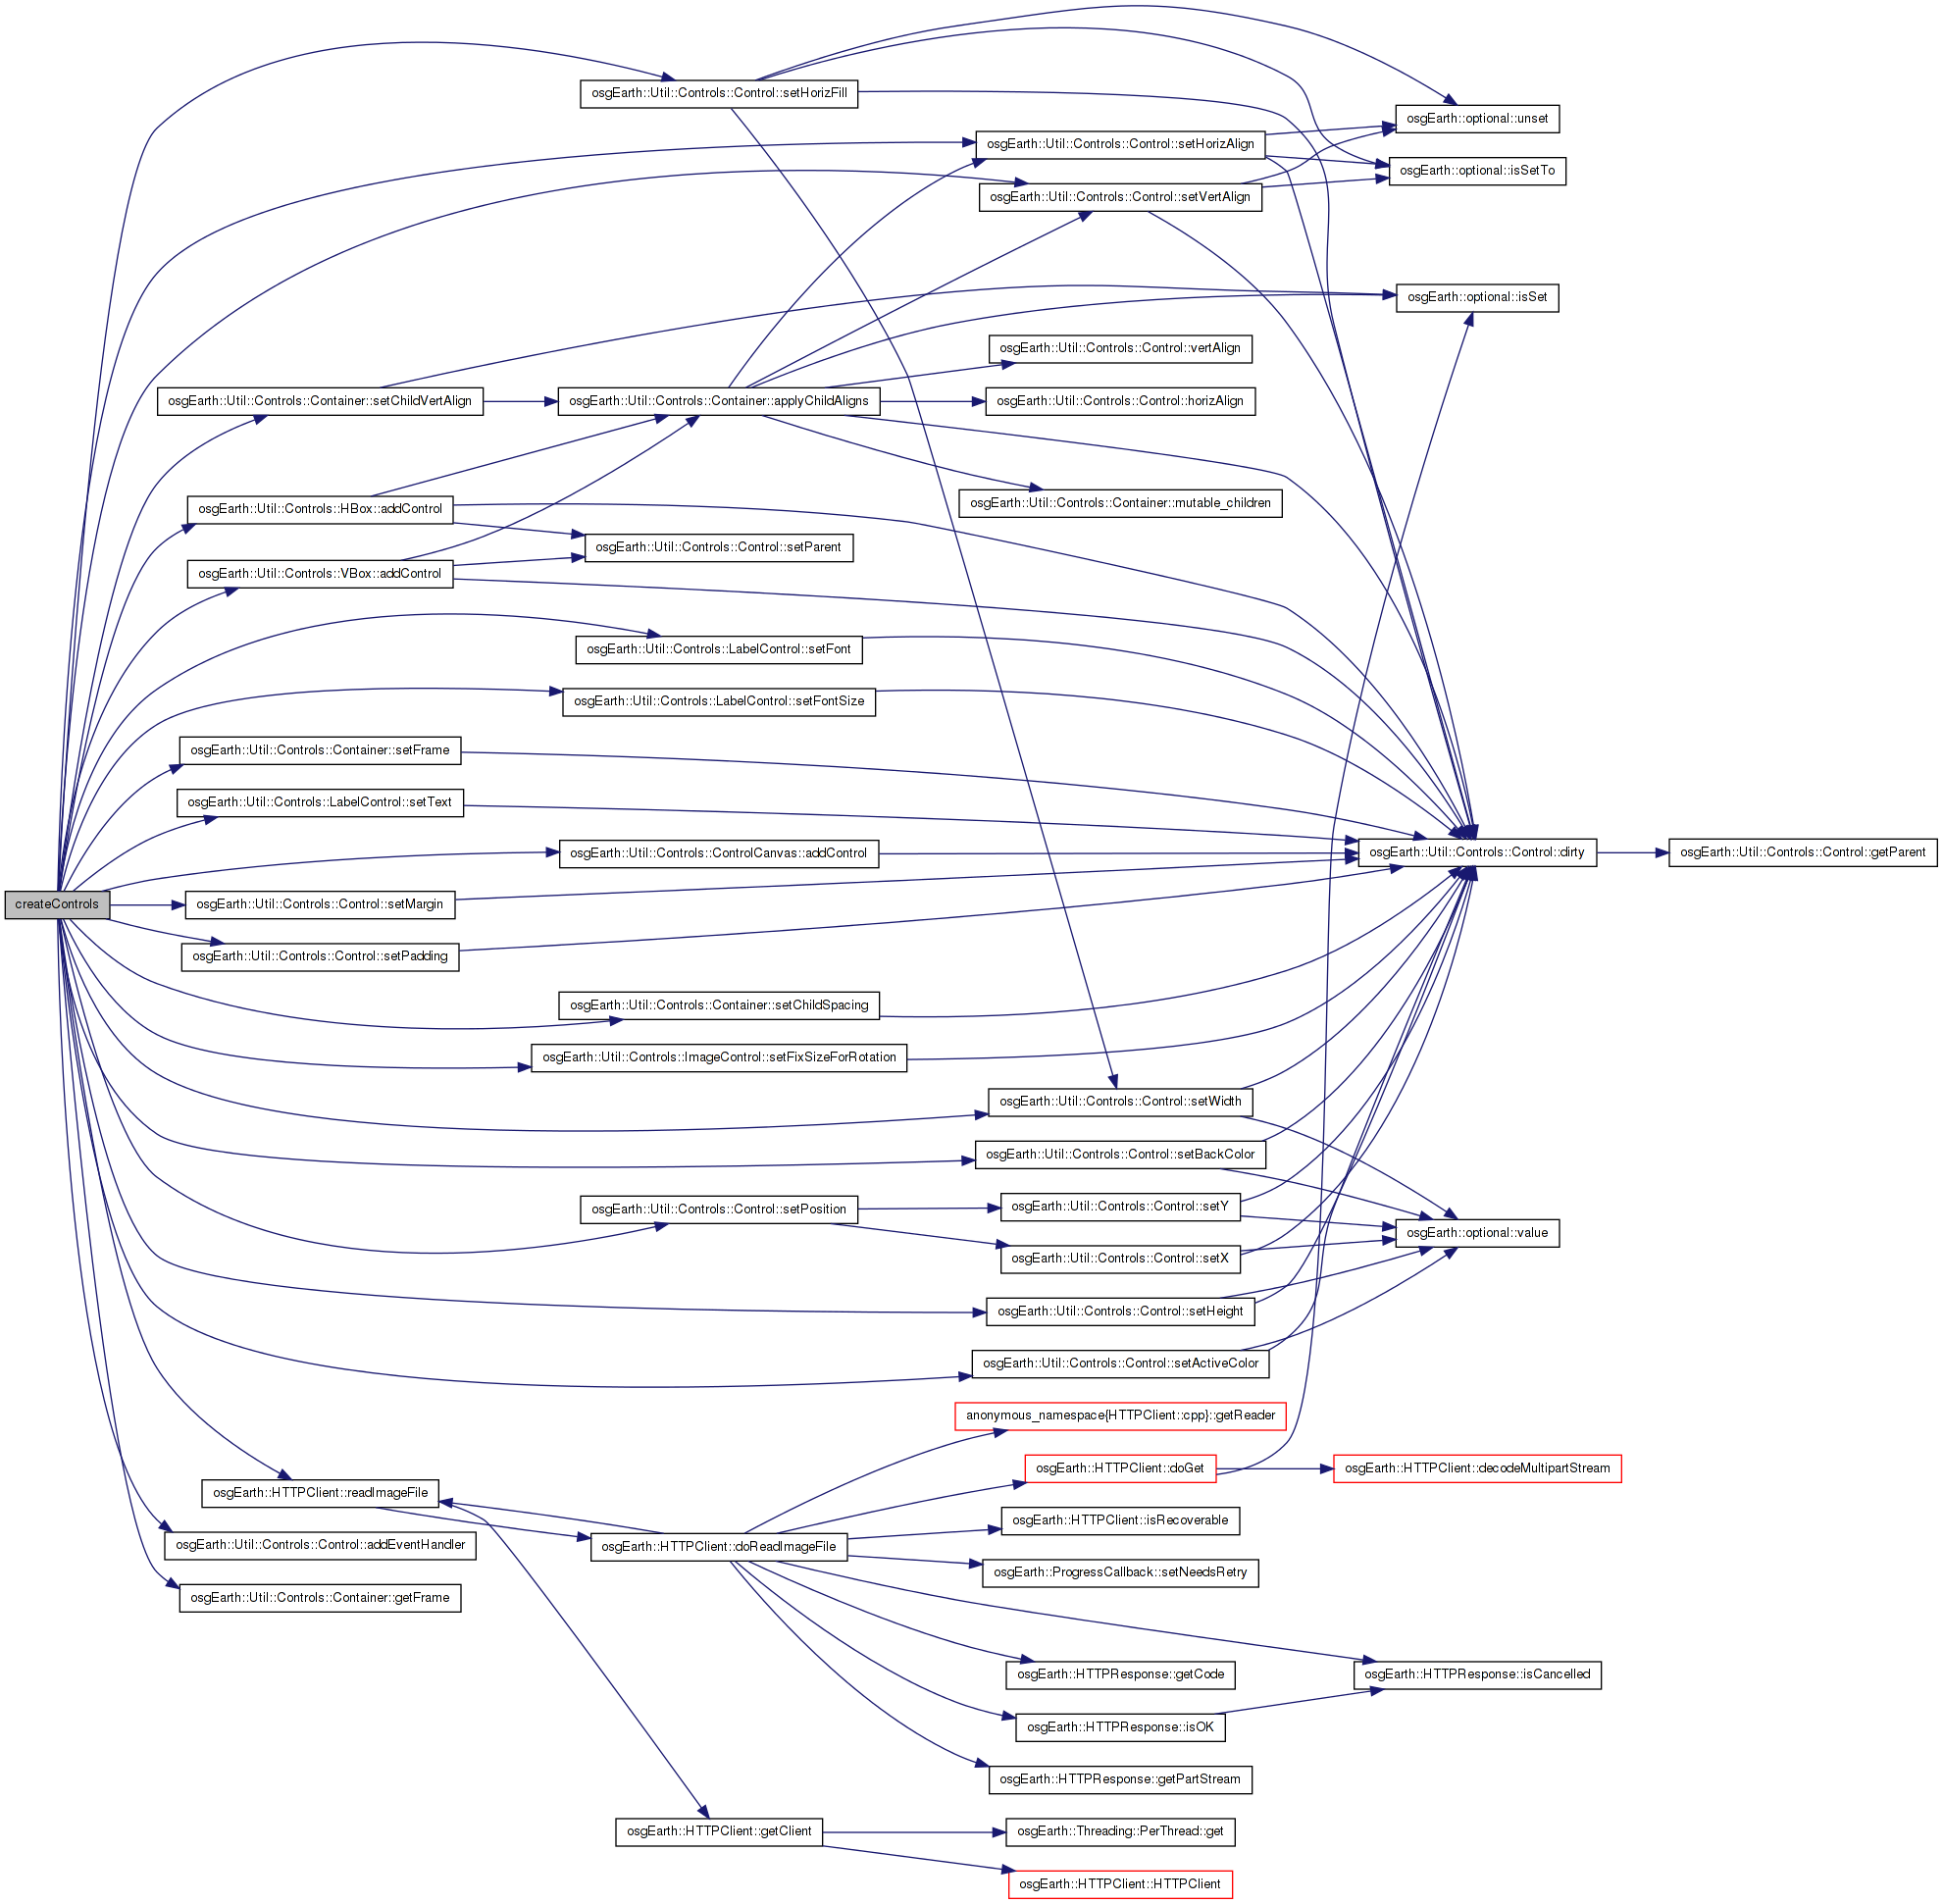 osgEarth::Util::Controls::Control::setHorizFill
osgEarth::optional::unset
osgEarth::Util::Controls::Control::setHorizAlign
osgEarth::optional::isSetTo
osgEarth::Util::Controls::Control::setVertAlign
osgEarth::optional::isSet
osgEarth::Util::Controls::Control::vertAlign
osgEarth::Util::Controls::Container::setChildVertAlign
osgEarth::Util::Controls::Container::applyChildAligns
osgEarth::Util::Controls::Control::horizAlign
osgEarth::Util::Controls::Container::mutable_children
osgEarth::Util::Controls::HBox::addControl
osgEarth::Util::Controls::Control::setParent
osgEarth::Util::Controls::VBox::addControl
osgEarth::Util::Controls::LabelControl::setFont
osgEarth::Util::Controls::LabelControl::setFontSize
osgEarth::Util::Controls::Container::setFrame
osgEarth::Util::Controls::LabelControl::setText
osgEarth::Util::Controls::ControlCanvas::addControl
osgEarth::Util::Controls::Control::dirty
osgEarth::Util::Controls::Control::getParent
createControls
osgEarth::Util::Controls::Control::setMargin
osgEarth::Util::Controls::Control::setPadding
osgEarth::Util::Controls::Container::setChildSpacing
osgEarth::Util::Controls::ImageControl::setFixSizeForRotation
osgEarth::Util::Controls::Control::setWidth
osgEarth::Util::Controls::Control::setBackColor
osgEarth::Util::Controls::Control::setPosition
osgEarth::Util::Controls::Control::setY
osgEarth::optional::value
osgEarth::Util::Controls::Control::setX
osgEarth::Util::Controls::Control::setHeight
osgEarth::Util::Controls::Control::setActiveColor
anonymous_namespace{HTTPClient::cpp}::getReader
osgEarth::HTTPClient::doGet
osgEarth::HTTPClient::decodeMultipartStream
osgEarth::HTTPClient::readImageFile
osgEarth::HTTPClient::isRecoverable
osgEarth::Util::Controls::Control::addEventHandler
osgEarth::HTTPClient::doReadImageFile
osgEarth::ProgressCallback::setNeedsRetry
osgEarth::Util::Controls::Container::getFrame
osgEarth::HTTPResponse::getCode
osgEarth::HTTPResponse::isCancelled
osgEarth::HTTPResponse::isOK
osgEarth::HTTPResponse::getPartStream
osgEarth::HTTPClient::getClient
osgEarth::Threading::PerThread::get
osgEarth::HTTPClient::HTTPClient